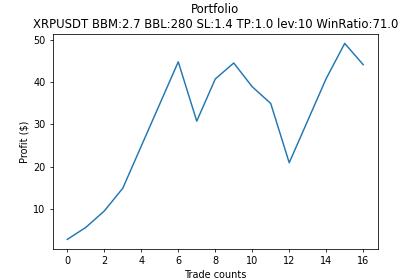 Portfolio
XRPUSDT BBM:2.7 BBL:280 SL:1.4 TP:1.0 lev:10 WinRatio:71.0
50
40
30
20
10
Profit ($)
0 2 4 6 8 10 12 14 16
Trade counts